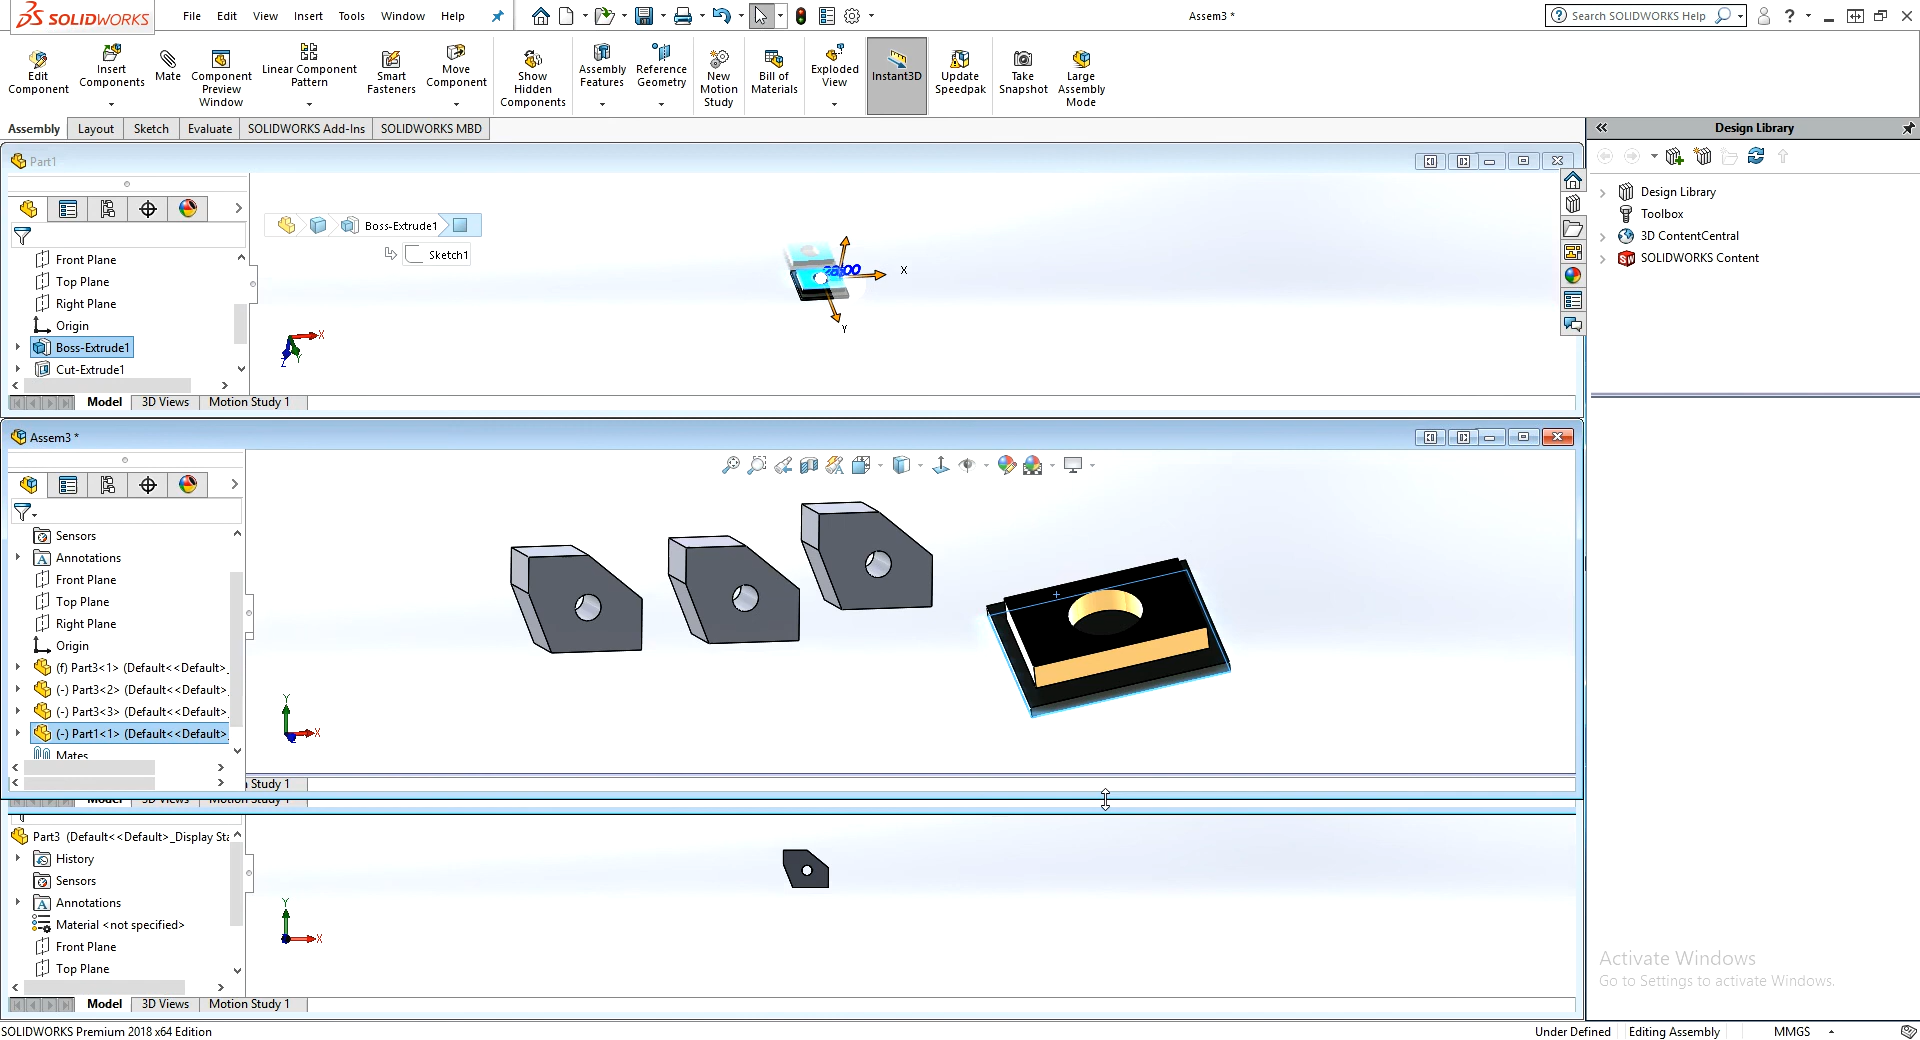 SOLIDWORKS File Edit View Insert Tools Window Help Assem3 * Search SOLIDWORKS Help
Edit Component
Insert Components
Mate
Component Preview Window
Linear Component Pattern
Smart Fasteners
Move Component
Show Hidden Components
Assembly Features
Reference Geometry
New Motion Study
Bill of Materials
Exploded View
Instant3D
Update Speedpak
Take Snapshot
Large Assembly Mode
Assembly Layout Sketch Evaluate SOLIDWORKS Add-Ins SOLIDWORKS MBD
Design Library
Design Library
Toolbox
3D ContentCentral
SOLIDWORKS Content
Part1
Boss-Extrude1
Sketch1
Front Plane
Top Plane
Right Plane
Origin
Boss-Extrude1
Cut-Extrude1
X
Y
X
Y
Z
Model 3D Views Motion Study 1
Assem3 *
Sensors
Annotations
Front Plane
Top Plane
Right Plane
Origin
(f) Part3<1> (Default<<Default>_
(-) Part3<2> (Default<<Default>_
(-) Part3<3> (Default<<Default>_
(-) Part1<1> (Default<<Default>
Mates
Y
X
Study 1
Model 3D Views Motion Study 1
Part3 (Default<<Default>_Display Sta
History
Sensors
Annotations
Material <not specified>
Front Plane
Top Plane
Y
X
Model 3D Views Motion Study 1
Activate Windows
Go to Settings to activate Windows.
SOLIDWORKS Premium 2018 x64 Edition Under Defined Editing Assembly MMGS